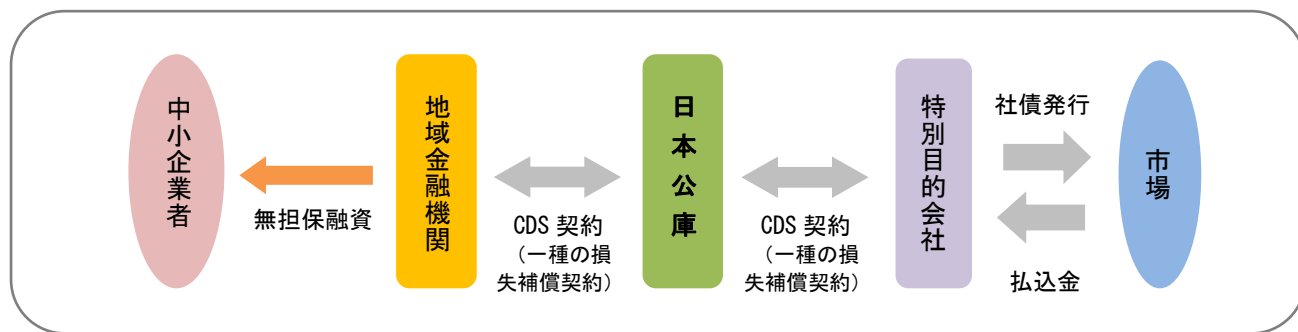 中小企業者
無担保融資
地域金融機関
CDS 契約
（一種の損
失補償契約）
日本公庫
CDS 契約
（一種の損
失補償契約）
特別目的会社
社債発行
払込金
市場